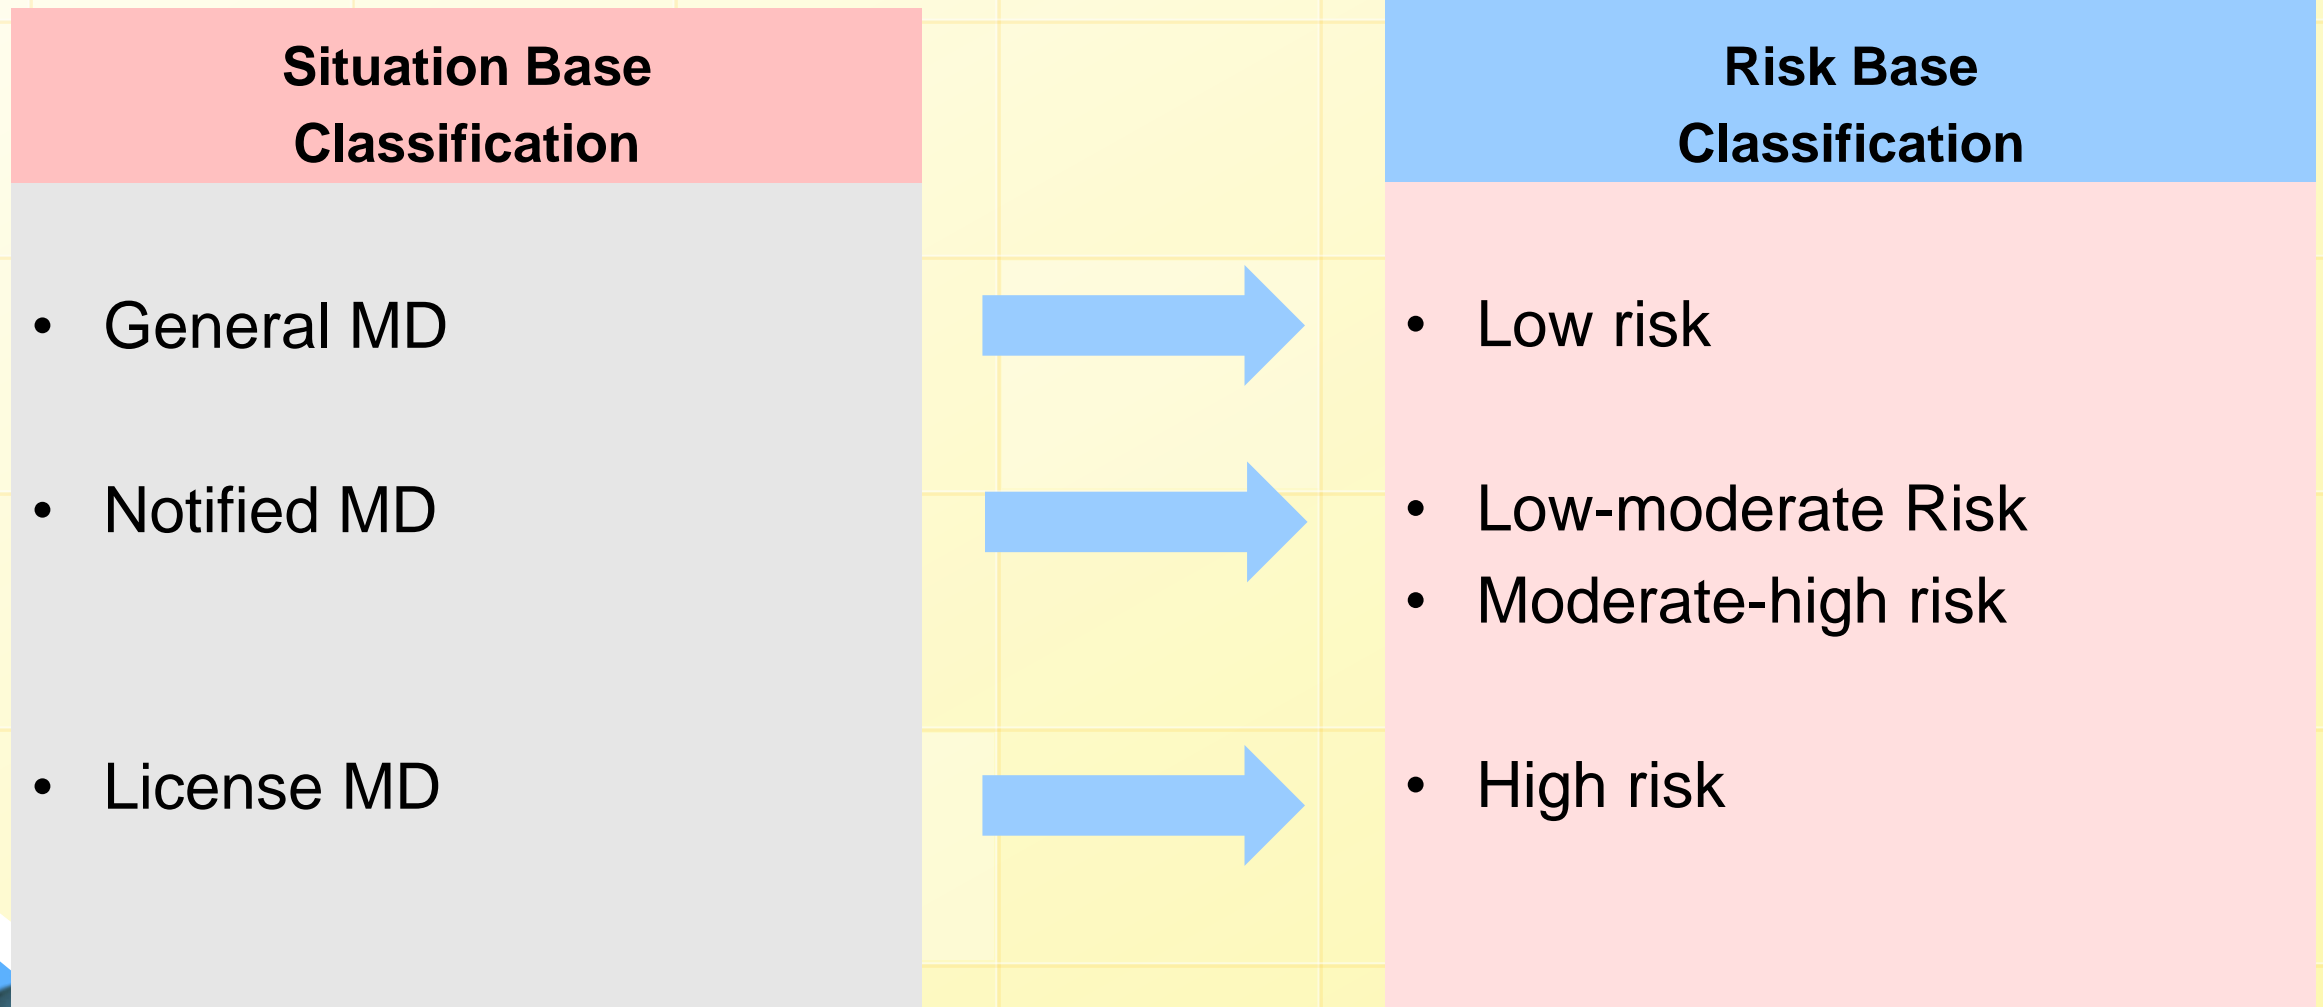 Situation Base
Classification
• General MD
• Notified MD
• License MD
Risk Base
Classification
• Low risk
• Low-moderate Risk
• Moderate-high risk
• High risk